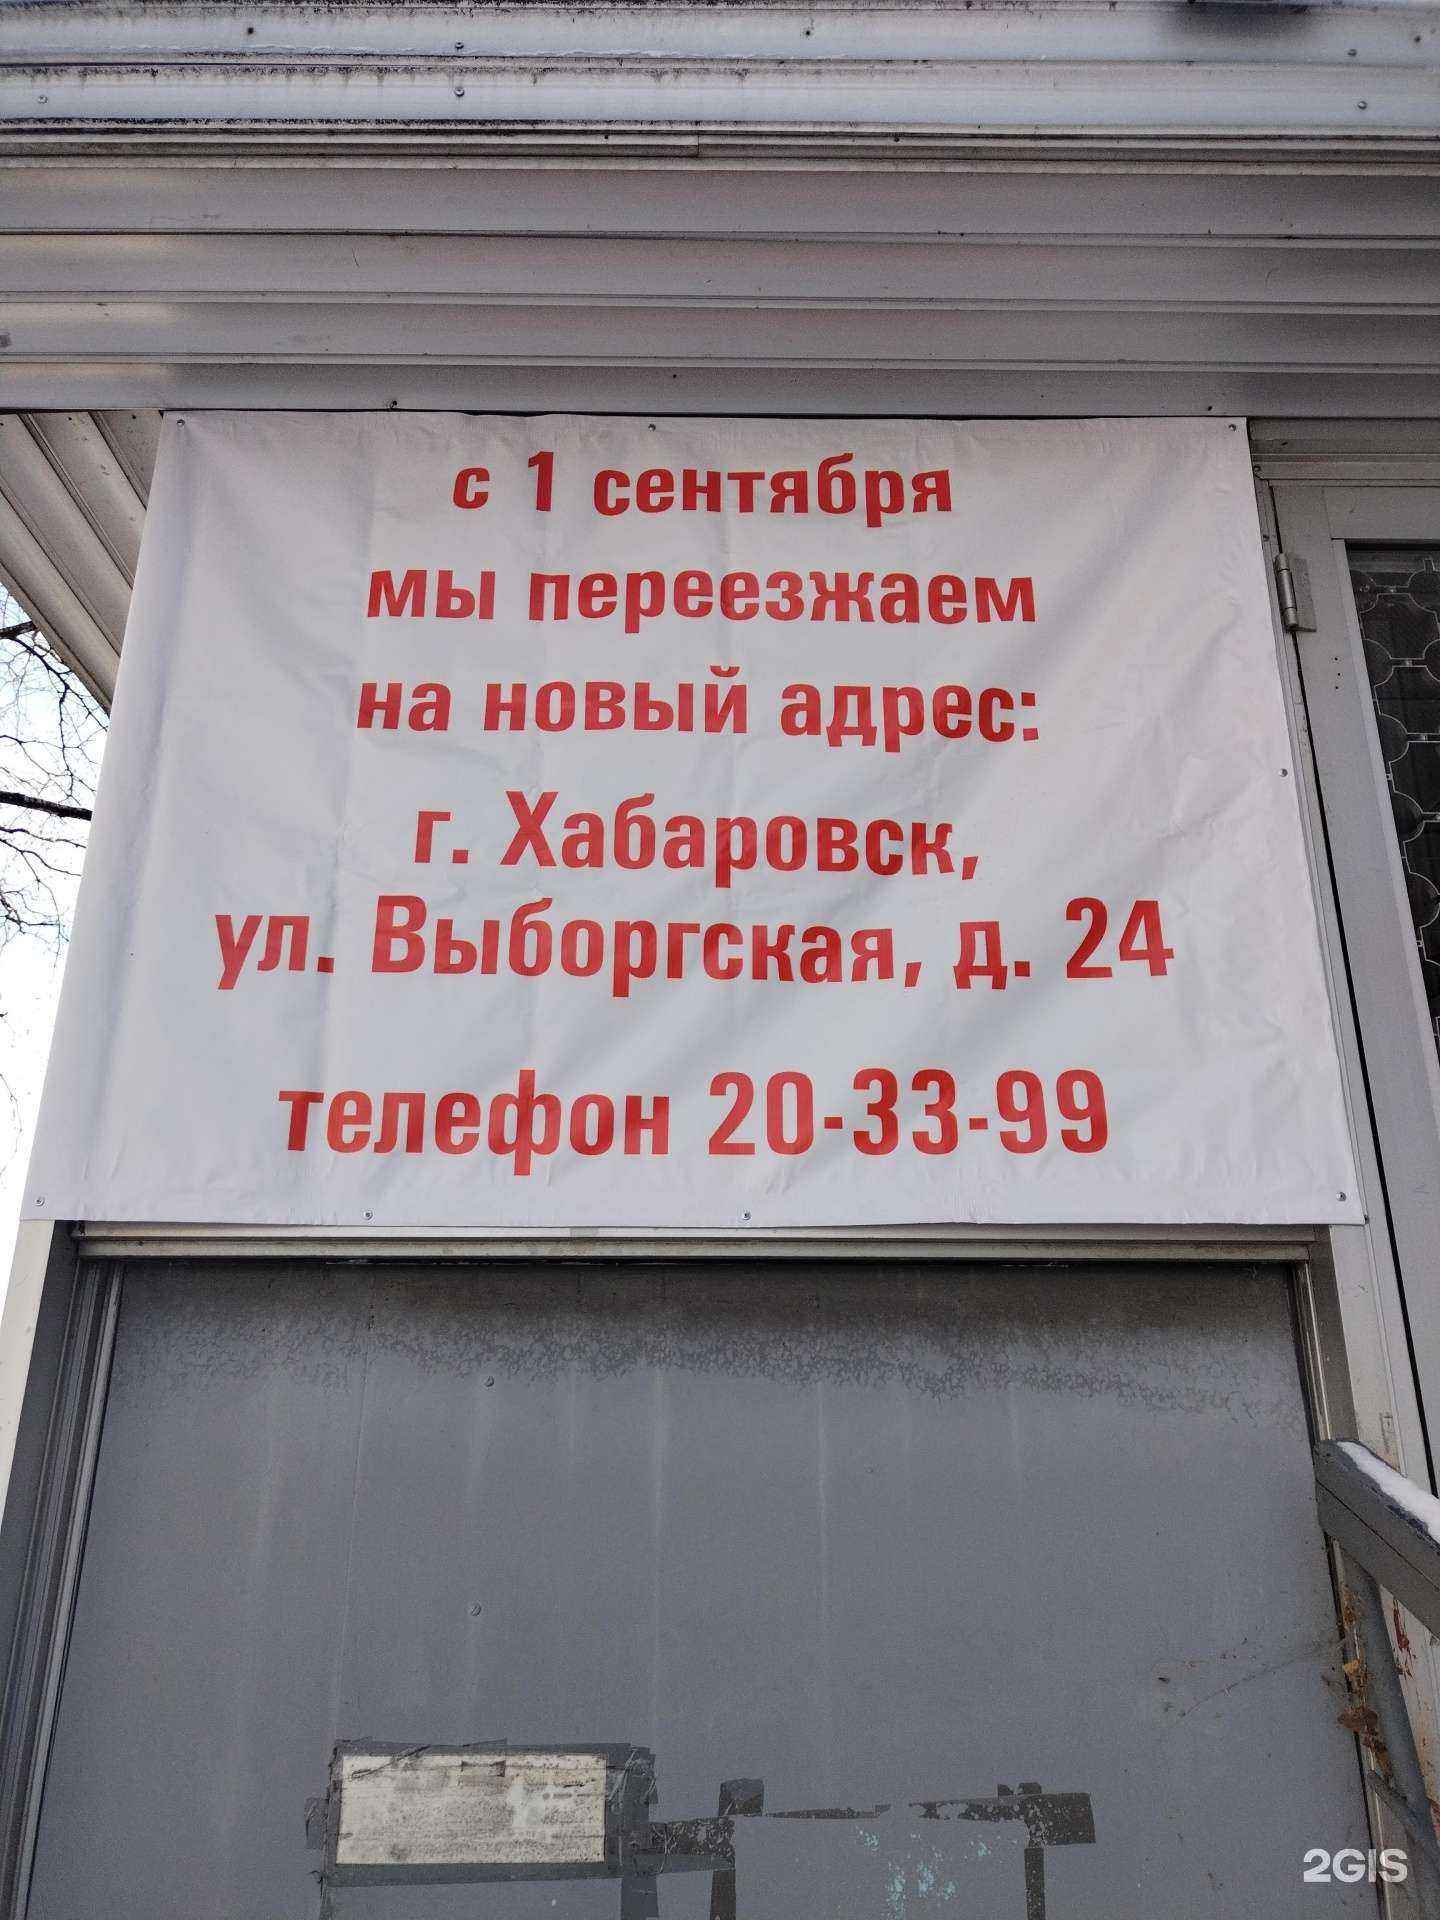 с 1 сентября
мы переезжаем
на новый адрес:
г. Хабаровск,
ул. Выборгская, д. 24
телефон 20-33-99
2GIS